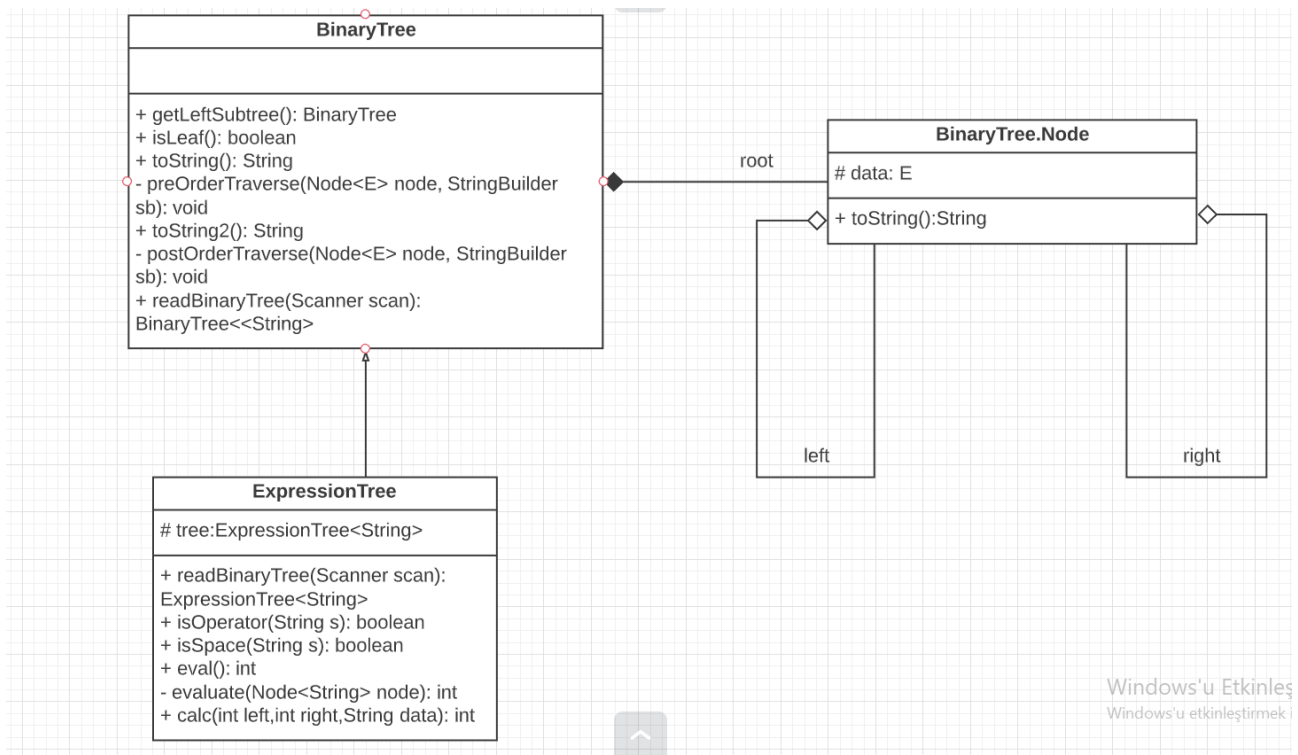 BinaryTree
+ getLeftSubtree(): BinaryTree
+ isLeaf(): boolean
+ toString(): String
- preOrderTraverse(Node<E> node, StringBuilder
sb): void
+ toString2(): String
- postOrderTraverse(Node<E> node, StringBuilder
sb): void
+ readBinaryTree(Scanner scan):
BinaryTree<<String>
root
BinaryTree.Node
# data: E
+ toString():String
left
right
ExpressionTree
# tree:ExpressionTree<String>
+ readBinaryTree(Scanner scan):
ExpressionTree<String>
+ isOperator(String s): boolean
+ isSpace(String s): boolean
+ eval(): int
- evaluate(Node<String> node): int
+ calc(int left,int right,String data): int
Windows'u Etkinleş
Windows'u etkinleştirmek i